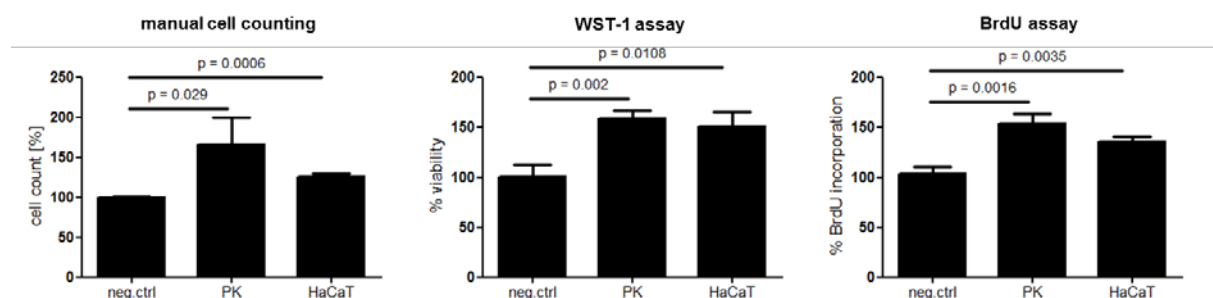 manual cell counting
p = 0.0006
p = 0.029
250
200
150
100
50
0
cell count [%]
neg.ctrl PK HaCaT
WST-1 assay
p = 0.0108
p = 0.002
200
150
100
50
0
% viability
neg.ctrl PK HaCaT
BrdU assay
p = 0.0035
p = 0.0016
200
150
100
50
0
% BrdU incorporation
neg.ctrl PK HaCaT